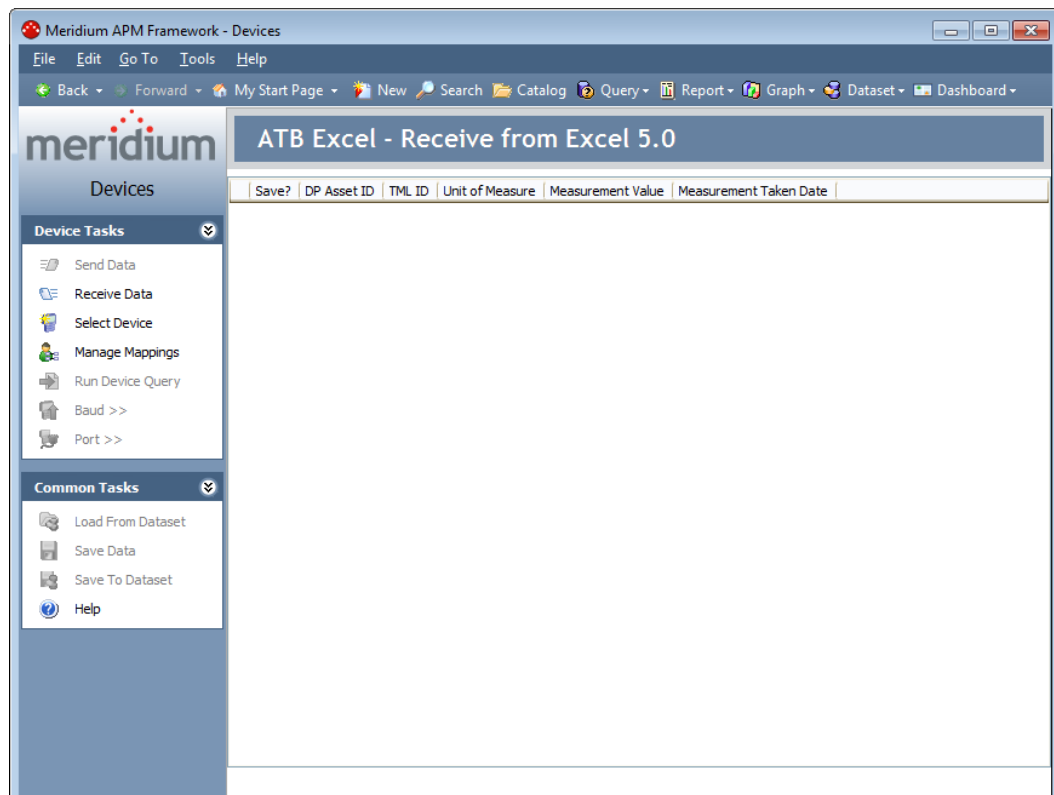 Meridium APM Framework - Devices
File Edit Go To Tools Help
Back Forward My Start Page New Search Catalog Query Report Graph Dataset Dashboard
meridium
Devices
ATB Excel - Receive from Excel 5.0
Save? DP Asset ID TML ID Unit of Measure Measurement Value Measurement Taken Date
Device Tasks
Send Data
Receive Data
Select Device
Manage Mappings
Run Device Query
Baud >>
Port >>
Common Tasks
Load From Dataset
Save Data
Save To Dataset
Help